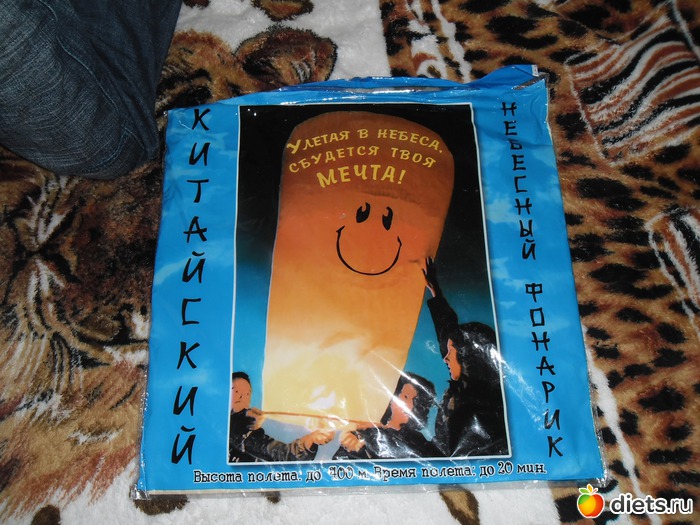 КИТАЙСКИЙ
УЛЕТАЯ В НЕБЕСА,
СБУДЕТСЯ ТВОЯ
МЕЧТА!
НЕБЕСНЫЙ ФОНАРИК
Высота полета: до 400 м. Время полета: до 20 мин.
diets.ru